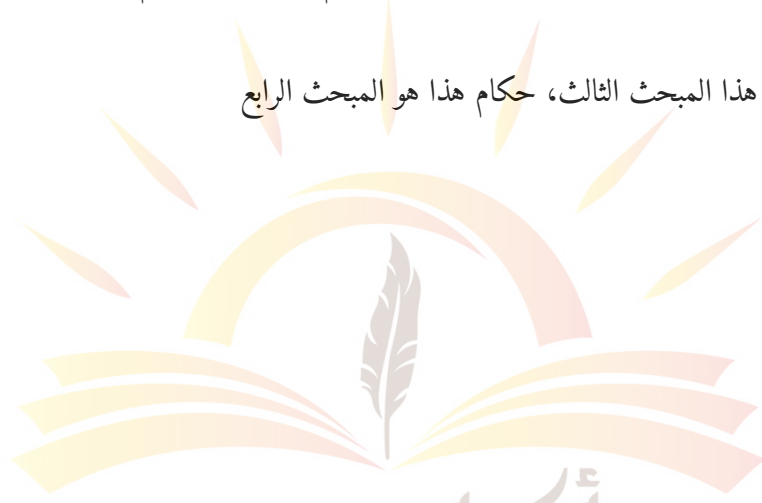 هذا المبحث الثالث، حكام هذا هو المبحث الرابع